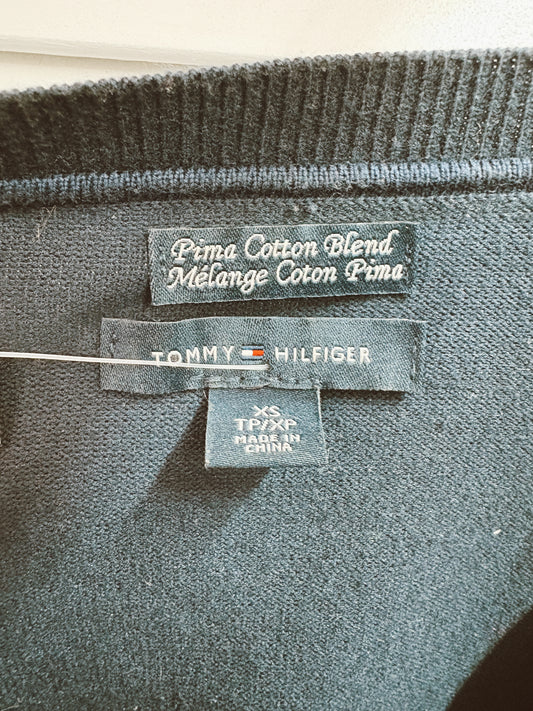 Pima Cotton Blend
Mélange Coton Pima
TOMMY HILFIGER
XS
TP/XP
MADE IN
CHINA